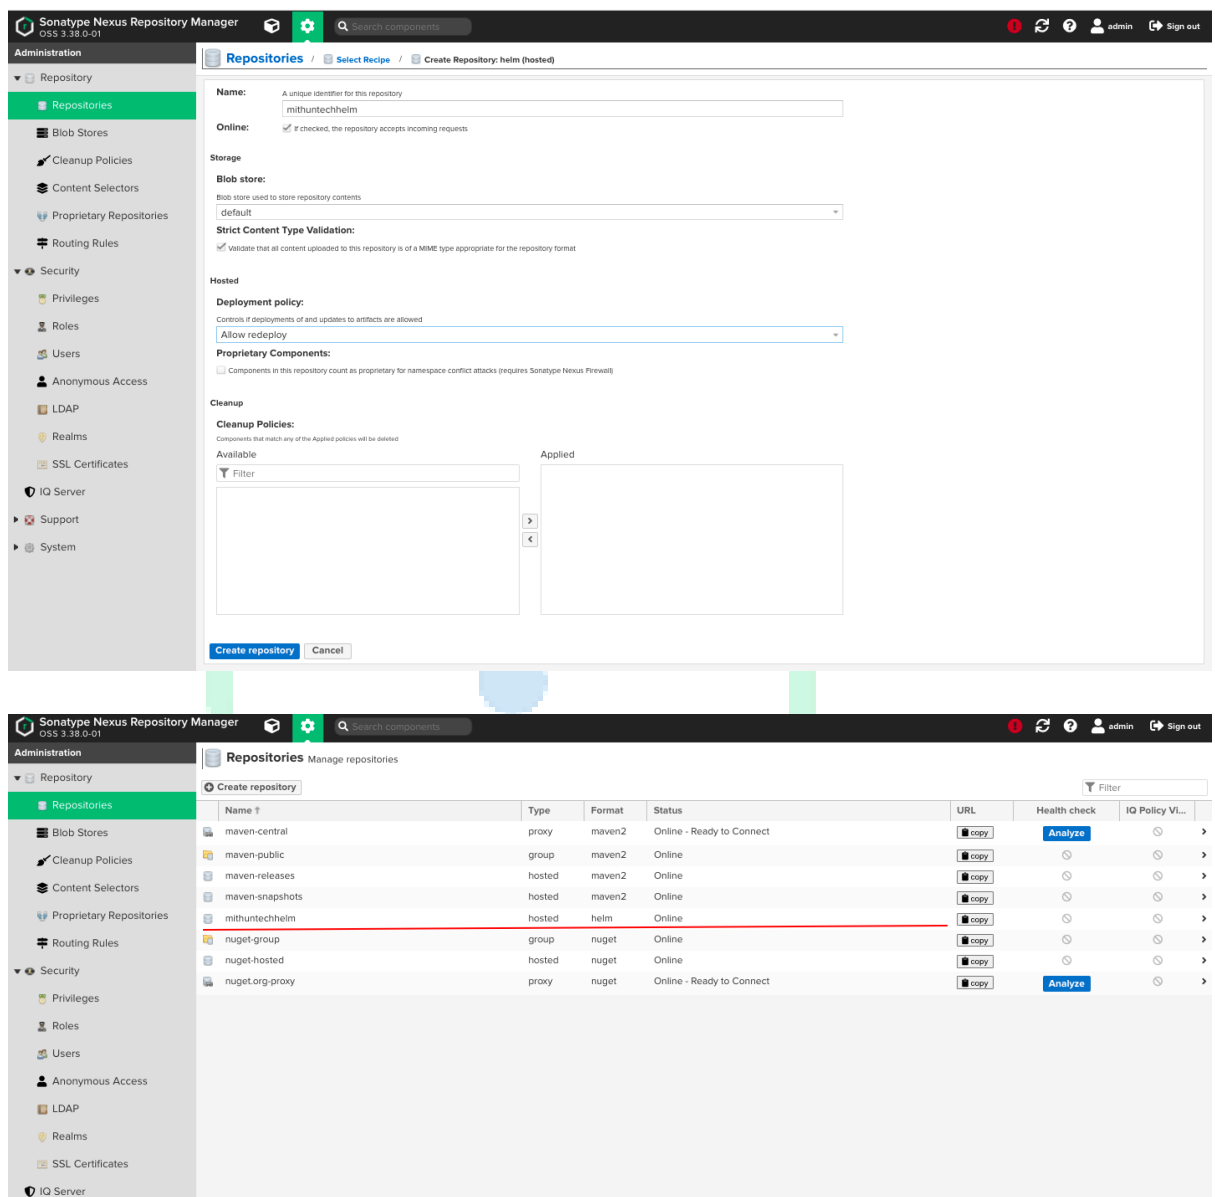 Sonatype Nexus Repository Manager
OSS 3.38.0-01
Search components
admin
Sign out
Administration
Repositories / Select Recipe / Create Repository: helm (hosted)
Repository
Repositories
Blob Stores
Cleanup Policies
Content Selectors
Proprietary Repositories
Routing Rules
Security
Privileges
Roles
Users
Anonymous Access
LDAP
Realms
SSL Certificates
IQ Server
Support
System
Name: A unique identifier for this repository
mithuntechhelm
Online: If checked, the repository accepts incoming requests
Storage
Blob store:
Blob store used to store repository contents
default
Strict Content Type Validation:
Validate that all content uploaded to this repository is of a MIME type appropriate for the repository format
Hosted
Deployment policy:
Controls if deployments of and updates to artifacts are allowed
Allow redeploy
Proprietary Components:
Components in this repository count as proprietary for namespace conflict attacks (requires Sonatype Nexus Firewall)
Cleanup
Cleanup Policies:
Components that match any of the Applied policies will be deleted
Available Applied
Filter
Create repository Cancel
Sonatype Nexus Repository Manager
OSS 3.38.0-01
Search components
admin
Sign out
Administration
Repositories Manage repositories
Repository
Repositories
Blob Stores
Cleanup Policies
Content Selectors
Proprietary Repositories
Routing Rules
Security
Privileges
Roles
Users
Anonymous Access
LDAP
Realms
SSL Certificates
IQ Server
Create repository
Filter
Name ↑ Type Format Status URL Health check IQ Policy Vi...
maven-central proxy maven2 Online - Ready to Connect copy Analyze
maven-public group maven2 Online copy
maven-releases hosted maven2 Online copy
maven-snapshots hosted maven2 Online copy
mithuntechhelm hosted helm Online copy
nuget-group group nuget Online copy
nuget-hosted hosted nuget Online copy
nuget.org-proxy proxy nuget Online - Ready to Connect copy Analyze